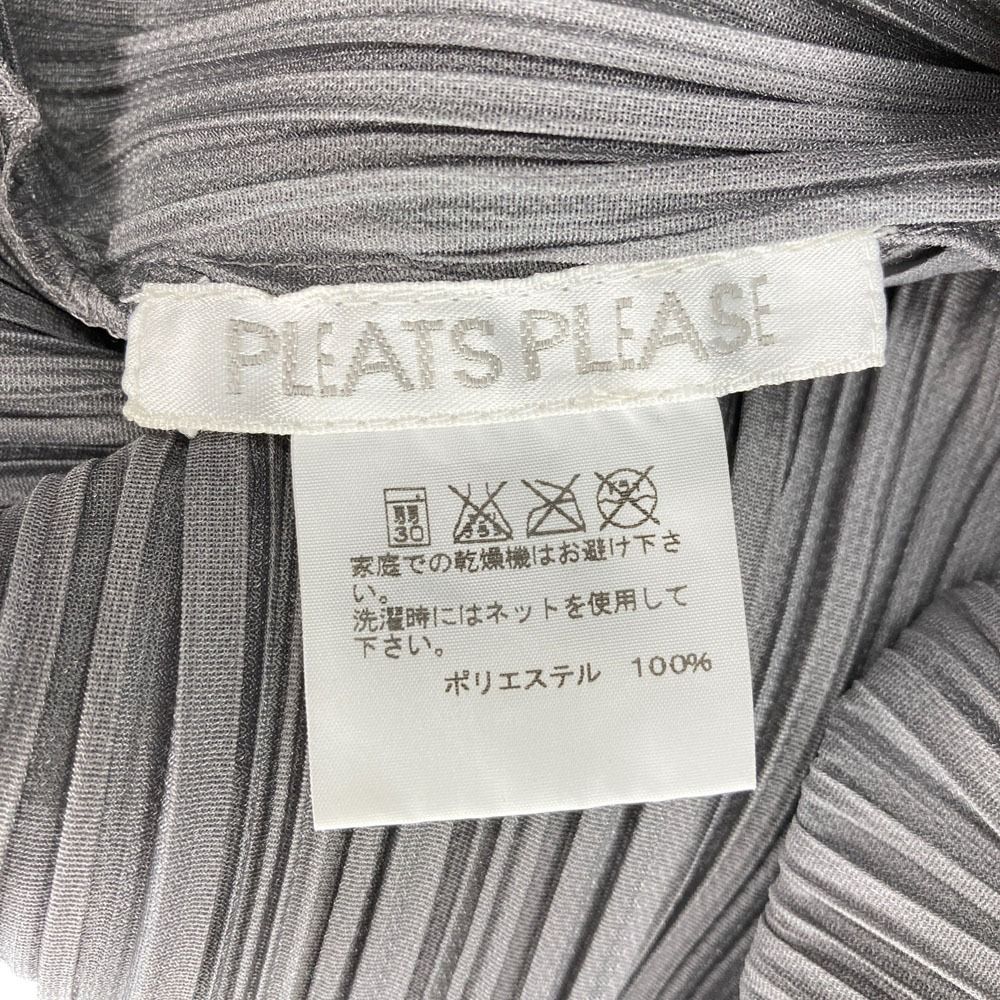 PLEATS PLEASE
弱
30
家庭での乾燥機はお避け下さ
い。
洗濯時にはネットを使用して
下さい。
ポリエステル 100%